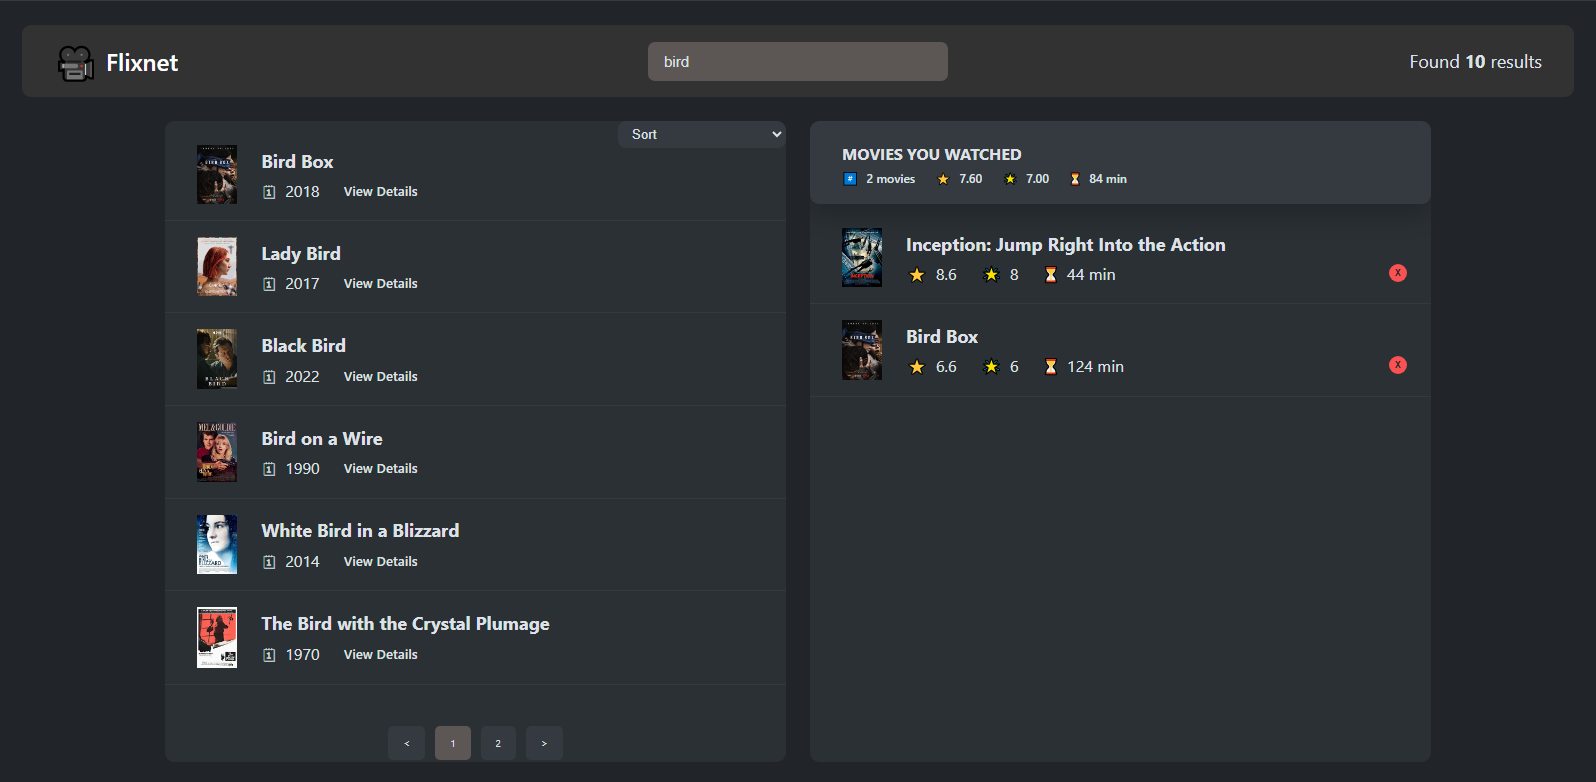 Flixnet
bird
Found 10 results
Sort
Bird Box
2018 View Details
Lady Bird
2017 View Details
Black Bird
2022 View Details
Bird on a Wire
1990 View Details
White Bird in a Blizzard
2014 View Details
The Bird with the Crystal Plumage
1970 View Details
< 1 2 >
MOVIES YOU WATCHED
# 2 movies 7.60 7.00 84 min
Inception: Jump Right Into the Action
8.6 8 44 min X
Bird Box
6.6 6 124 min X